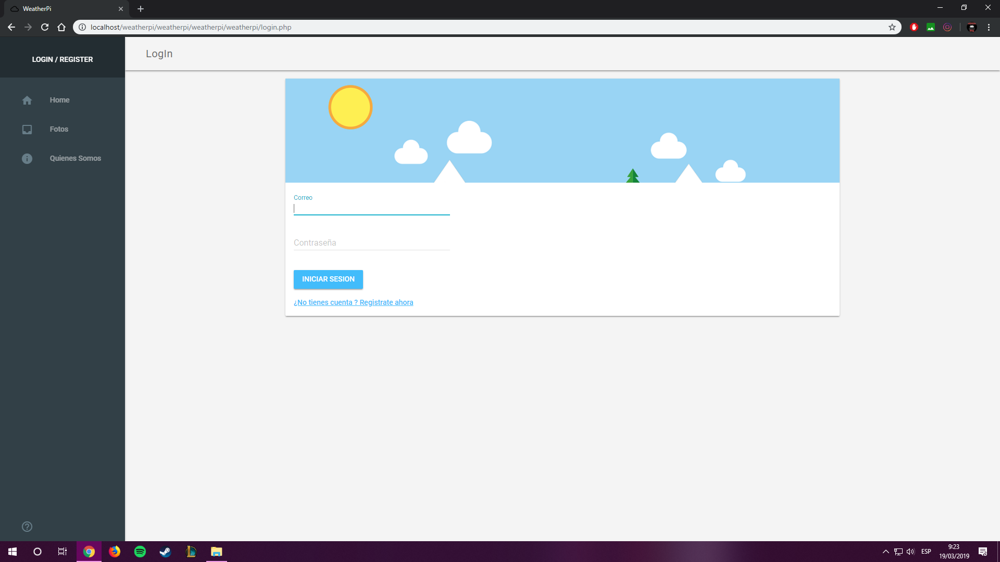 WeatherPi
localhost/weatherpi/weatherpi/weatherpi/weatherpi/login.php
LOGIN / REGISTER
LogIn
Home
Fotos
Quienes Somos
Correo
Contraseña
INICIAR SESION
¿No tienes cuenta ? Registrate ahora
ESP
9:23
19/03/2019